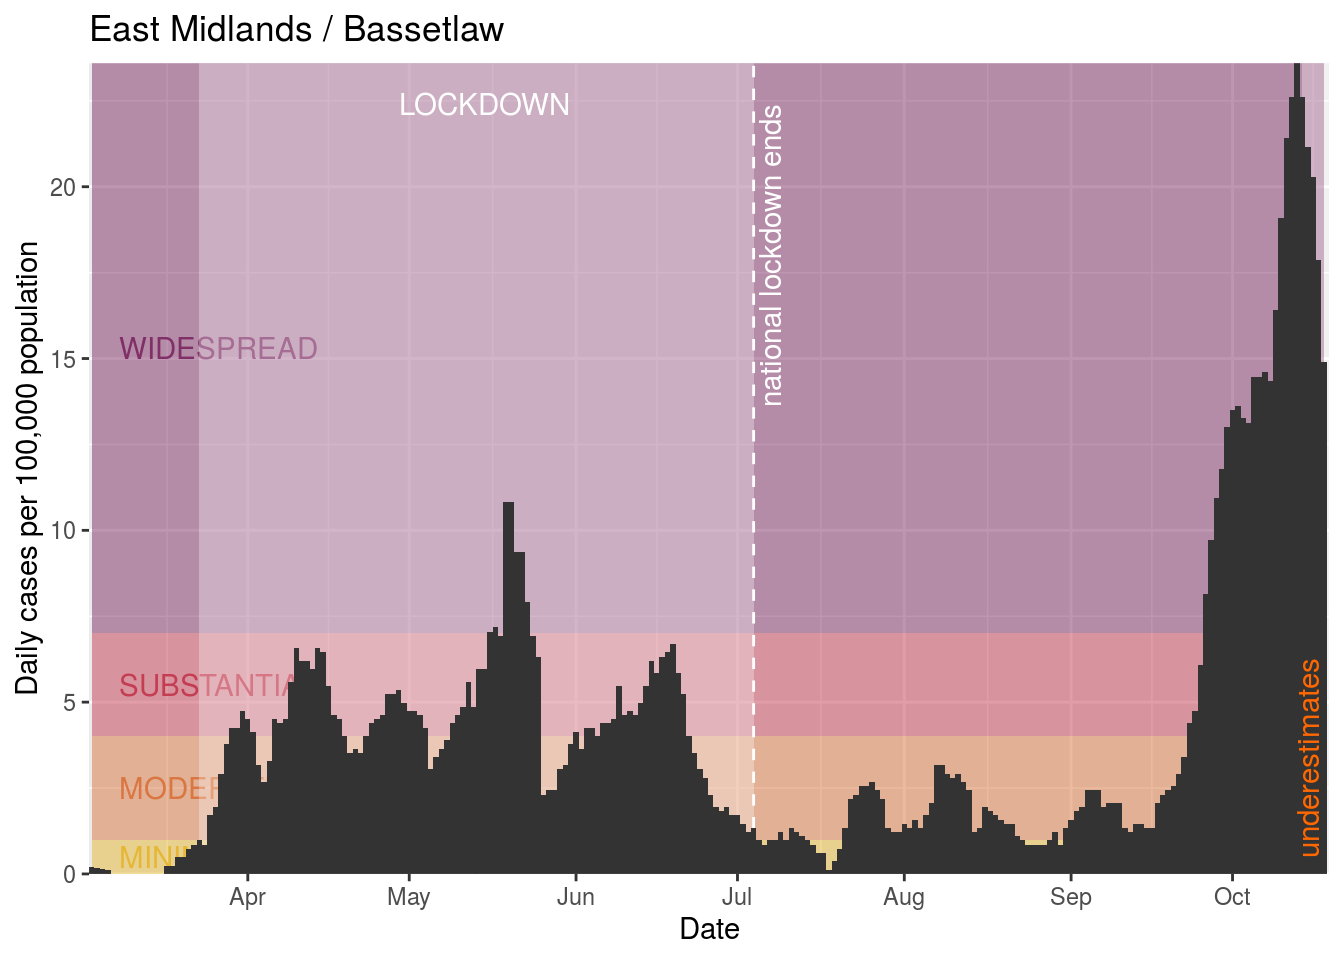 East Midlands / Bassetlaw
LOCKDOWN
national lockdown ends
WIDESPREAD
SUBSTANTIA
MODER
MINI
underestimates
Daily cases per 100,000 population
20
15
10
5
0
Apr
May
Jun
Jul
Aug
Sep
Oct
Date